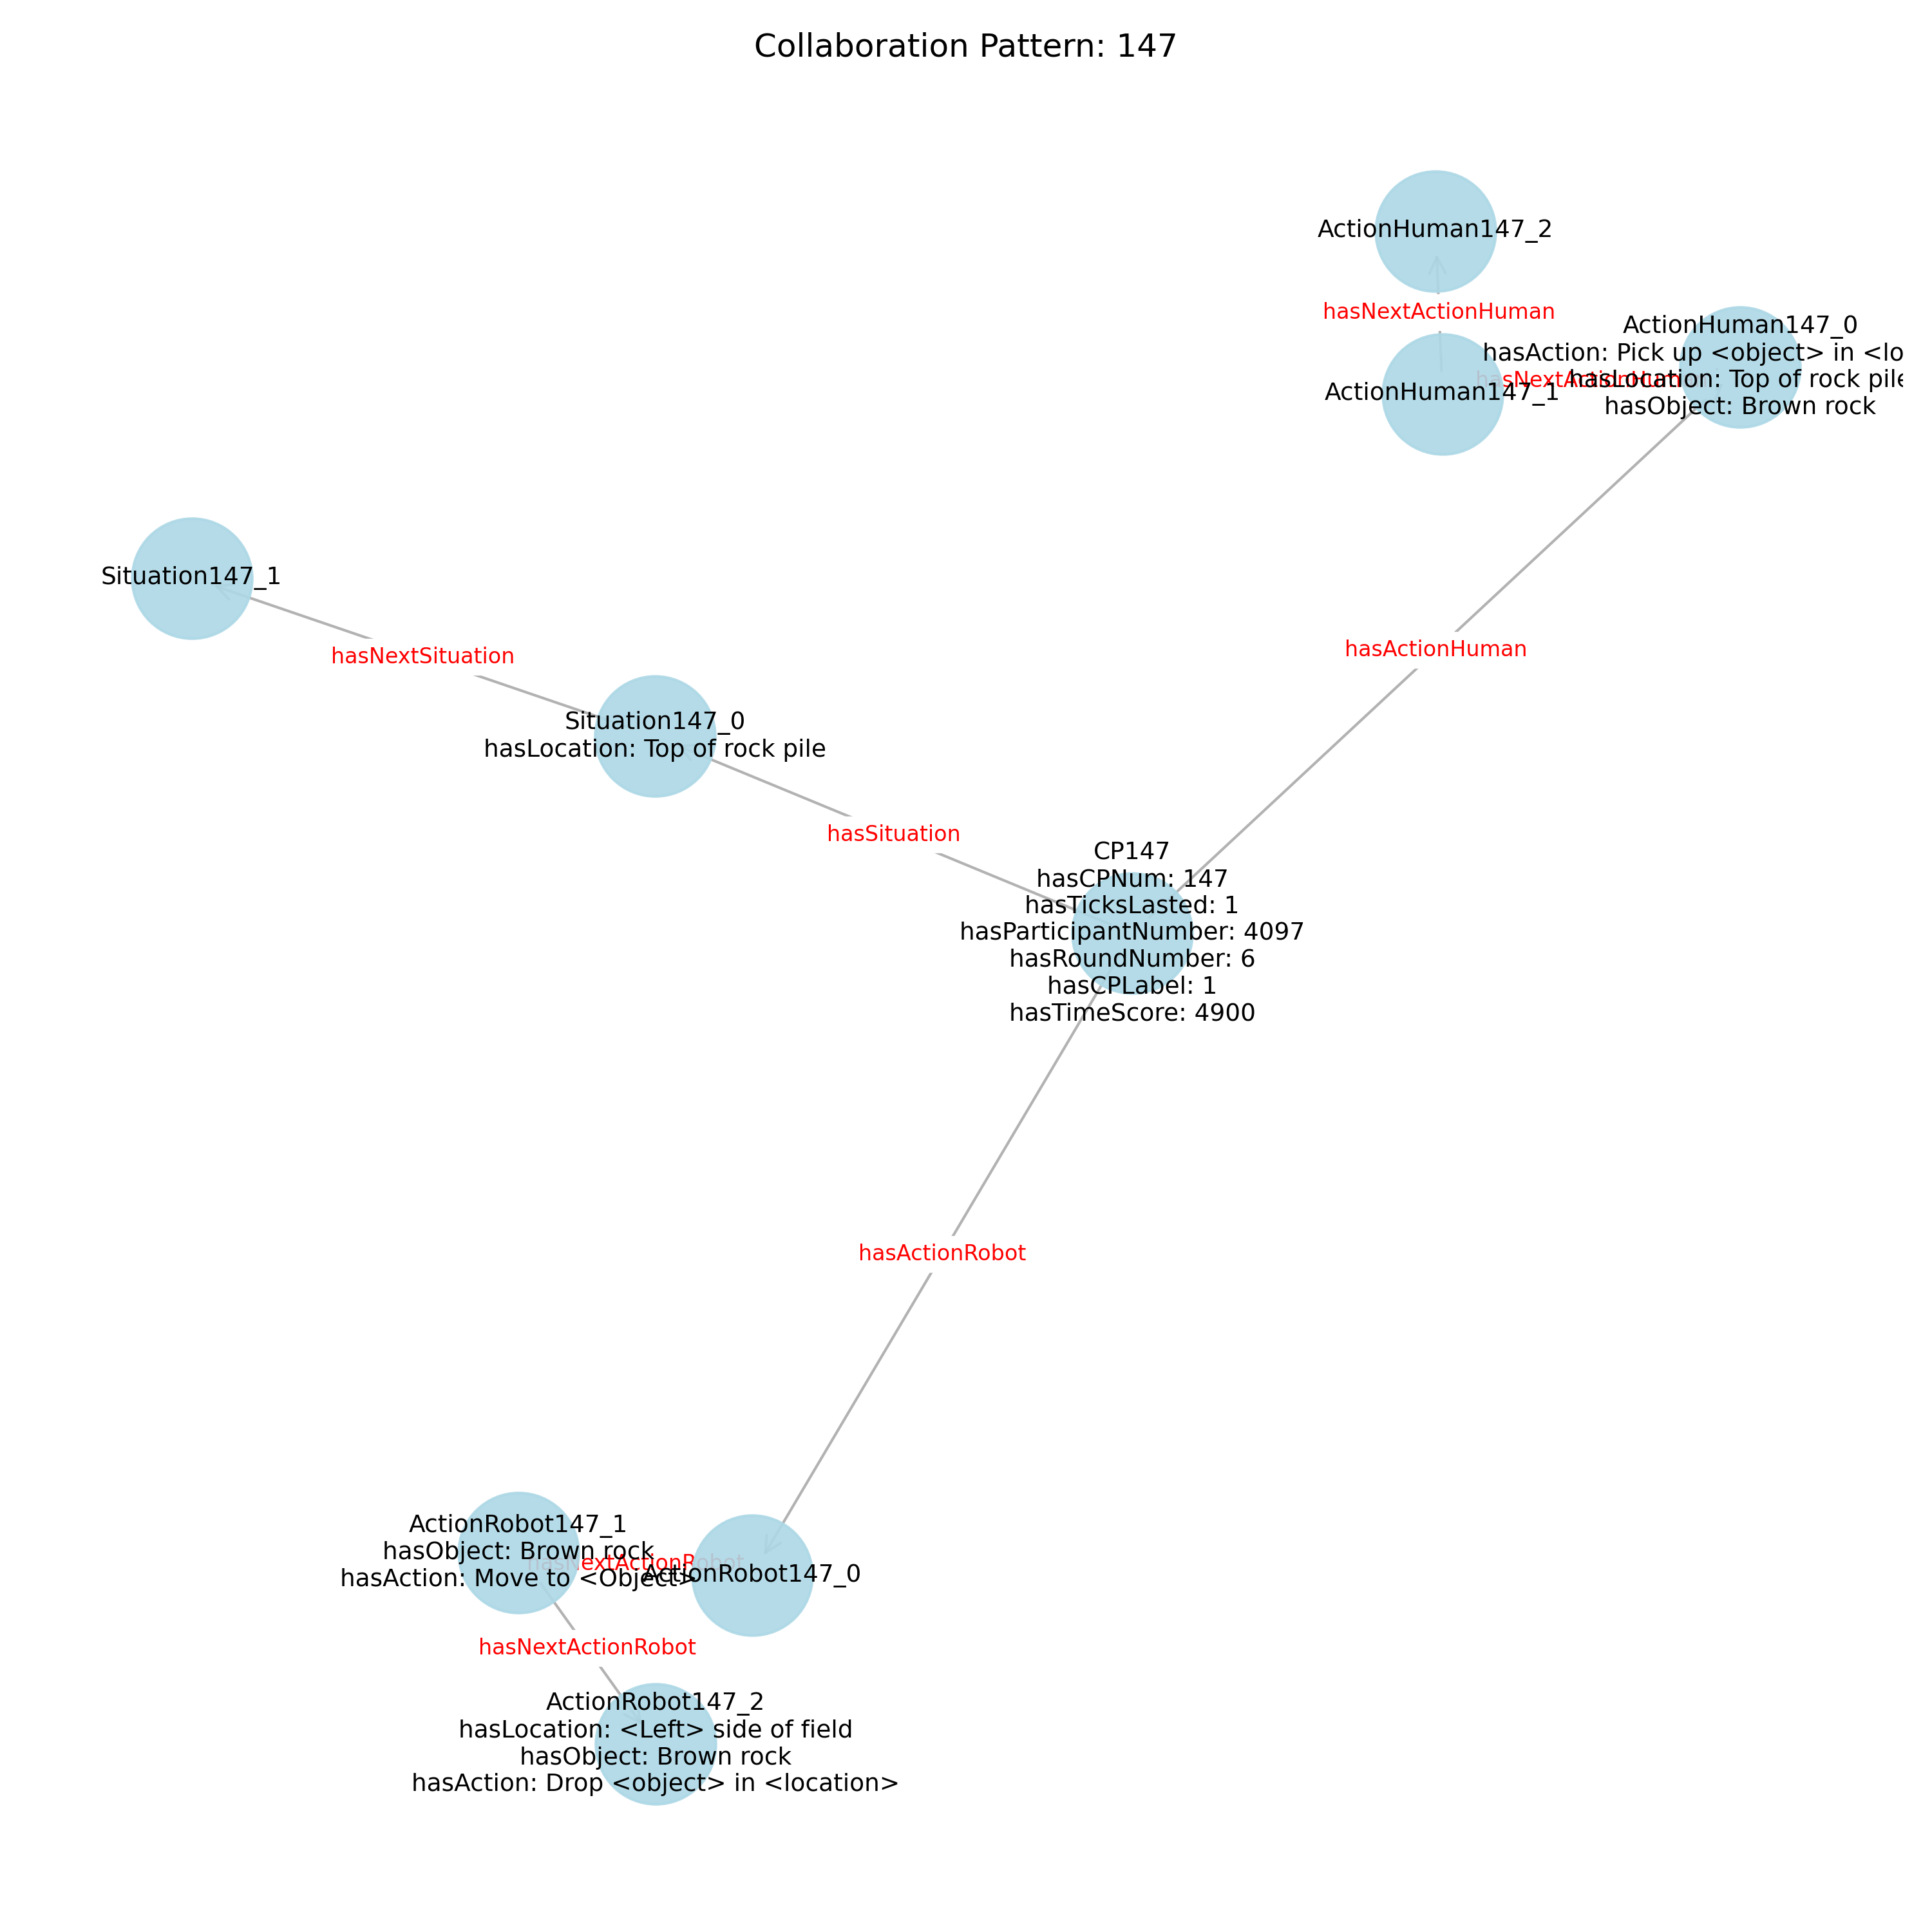 Collaboration Pattern: 147
ActionHuman147_2
hasNextActionHuman
ActionHuman147_0
hasAction: Pick up <object> in <lo
hasLocation: Top of rock pile
hasObject: Brown rock
ActionHuman147_1
Situation147_1
hasNextSituation
hasActionHuman
Situation147_0
hasLocation: Top of rock pile
hasSituation
CP147
hasCPNum: 147
hasTicksLasted: 1
hasParticipantNumber: 4097
hasRoundNumber: 6
hasCPLabel: 1
hasTimeScore: 4900
hasActionRobot
ActionRobot147_1
hasObject: Brown rock
hasAction: Move to <Object>
hasNextActionRobot
ActionRobot147_0
hasNextActionRobot
ActionRobot147_2
hasLocation: <Left> side of field
hasObject: Brown rock
hasAction: Drop <object> in <location>